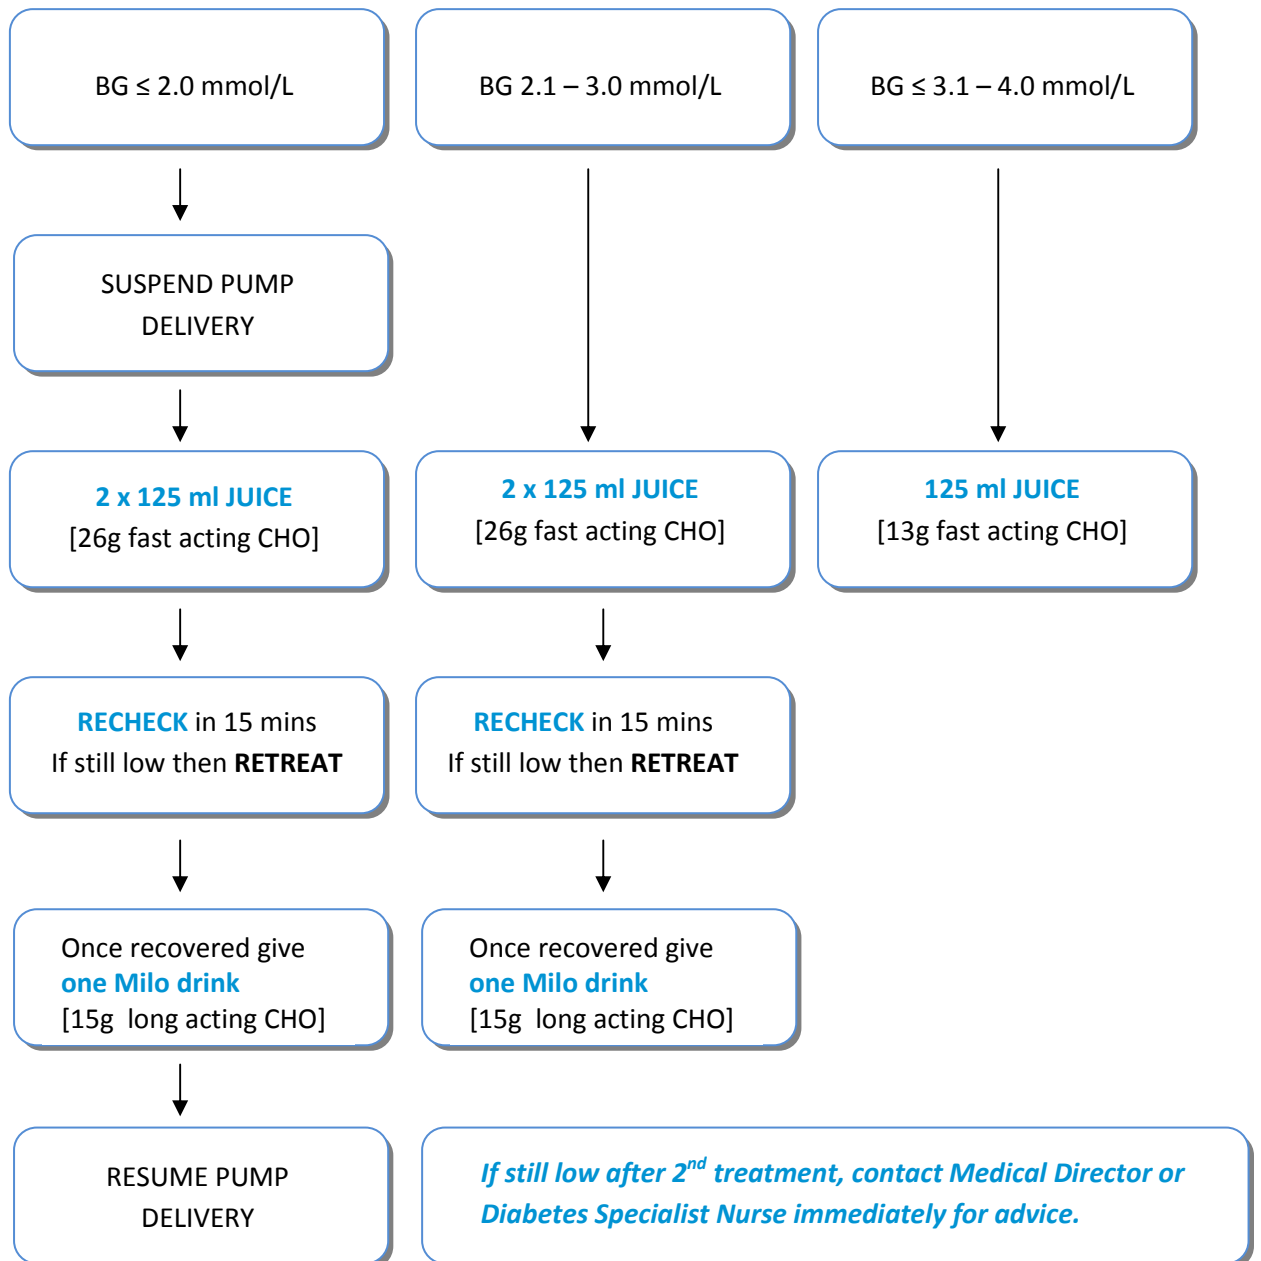 BG ≤ 2.0 mmol/L
BG 2.1 – 3.0 mmol/L
BG ≤ 3.1 – 4.0 mmol/L
SUSPEND PUMP
DELIVERY
2 x 125 ml JUICE
[26g fast acting CHO]
2 x 125 ml JUICE
[26g fast acting CHO]
125 ml JUICE
[13g fast acting CHO]
RECHECK in 15 mins
If still low then RETREAT
RECHECK in 15 mins
If still low then RETREAT
Once recovered give
one Milo drink
[15g  long acting CHO]
Once recovered give
one Milo drink
[15g  long acting CHO]
RESUME PUMP
DELIVERY
If still low after 2nd treatment, contact Medical Director or
Diabetes Specialist Nurse immediately for advice.